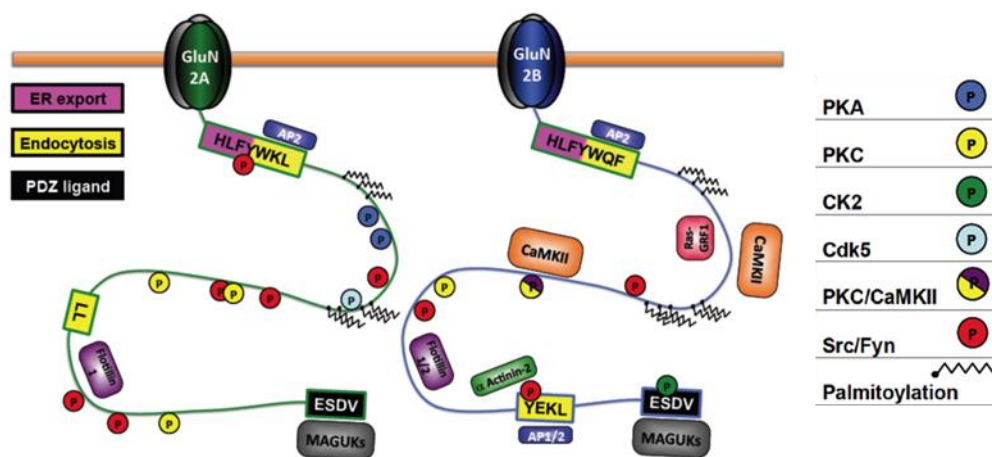 GluN
2A
GluN
2B
ER export
Endocytosis
PDZ ligand
HLFYWKL
AP2
P
HLFYWQF
AP2
P
P
P
P
P
P
P
P
LL
Flotillin
1
P
P
P
ESDV
MAGUKs
Ras-
GRF1
CaMKII
CaMKII
P
P
P
P
Flotillin
1/2
α Actinin-2
P
YEKL
AP1/2
P
ESDV
MAGUKs
PKA P
PKC P
CK2 P
Cdk5 P
PKC/CaMKII P
Src/Fyn P
Palmitoylation